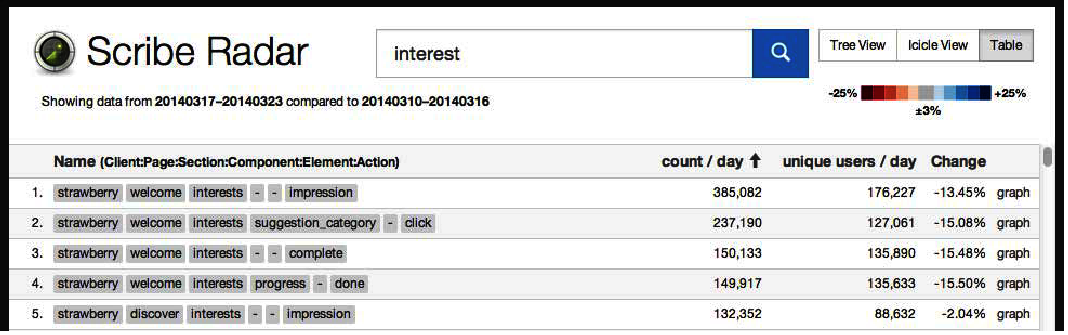 Scribe Radar
interest
Tree View Icicle View Table
Showing data from 20140317–20140323 compared to 20140310–20140316
-25% +25%
±3%
Name (Client:Page:Section:Component:Element:Action) count / day ↑ unique users / day Change
1. strawberry welcome interests - - impression 385,082 176,227 -13.45% graph
2. strawberry welcome interests suggestion_category - click 237,190 127,061 -15.08% graph
3. strawberry welcome interests - - complete 150,133 135,890 -15.48% graph
4. strawberry welcome interests progress - done 149,917 135,633 -15.50% graph
5. strawberry discover interests - - impression 132,352 88,632 -2.04% graph